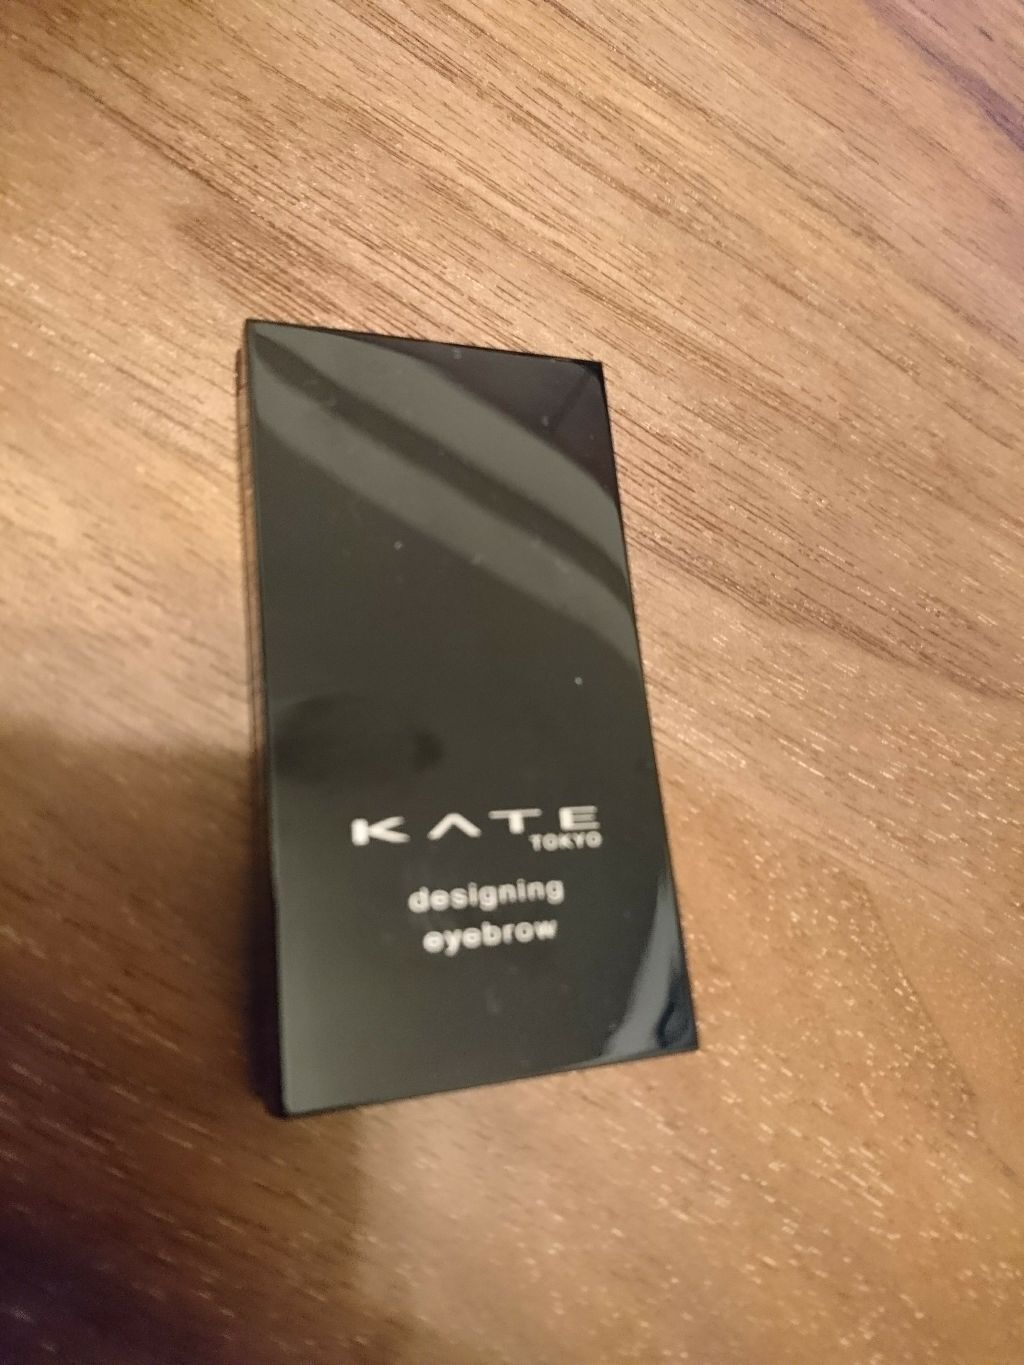 KATE
TOKYO
designing
eyebrow